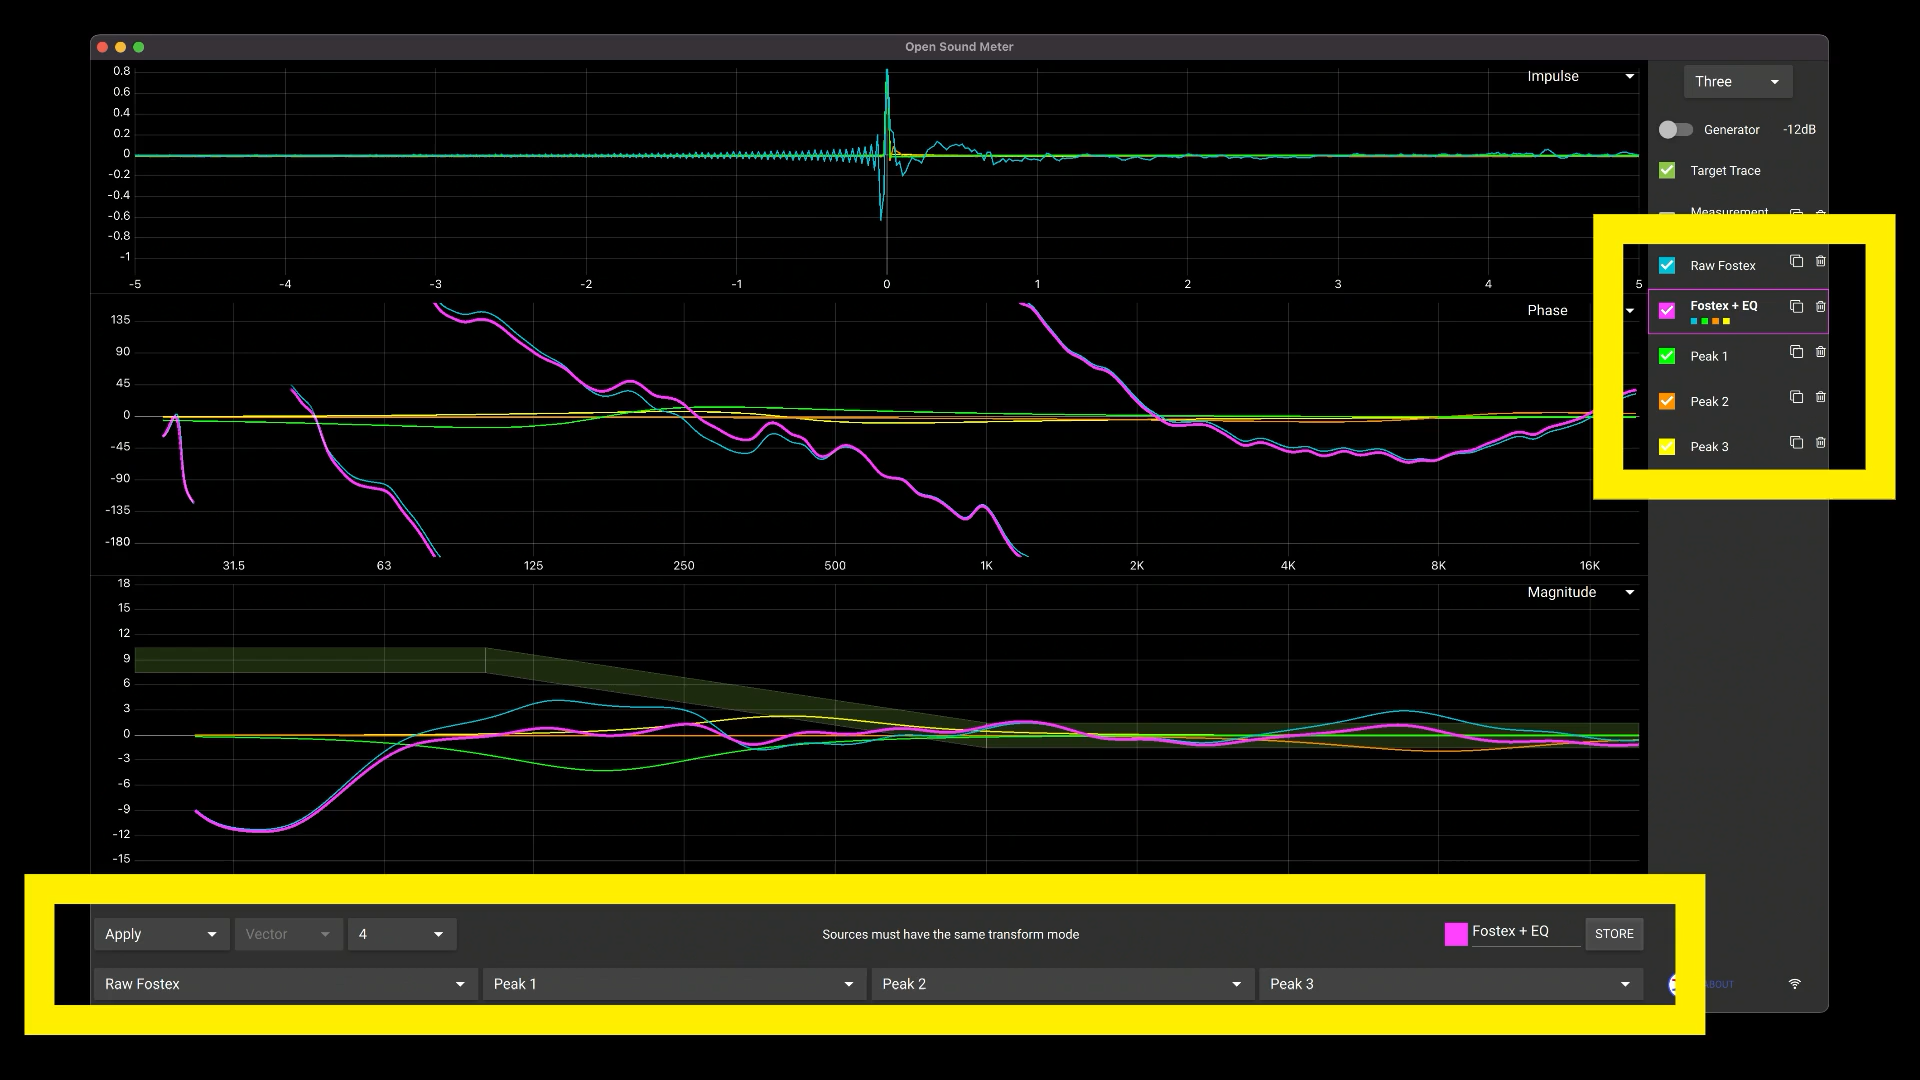 Open Sound Meter
0.8
0.6
0.4
0.2
0
-0.2
-0.4
-0.6
-0.8
-1
-5 -4 -3 -2 -1 0 1 2 3 4 5
Impulse
135
90
45
0
-45
-90
-135
-180
31.5 63 125 250 500 1K 2K 4K 8K 16K
Phase
18
15
12
9
6
3
0
-3
-6
-9
-12
-15
Magnitude
Three
Generator -12dB
Target Trace
Measurement
Raw Fostex
Fostex + EQ
Peak 1
Peak 2
Peak 3
Apply Vector 4 Sources must have the same transform mode Fostex + EQ STORE
Raw Fostex Peak 1 Peak 2 Peak 3
ABOUT